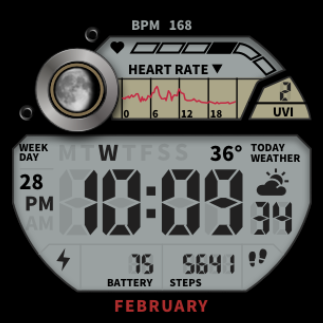 BPM 168
HEART RATE ▼
0 6 12 18
2
UVI
WEEK DAY
M T W T F S S
36°
TODAY WEATHER
28
PM
AM
10:09
34
75
BATTERY
5641
STEPS
FEBRUARY